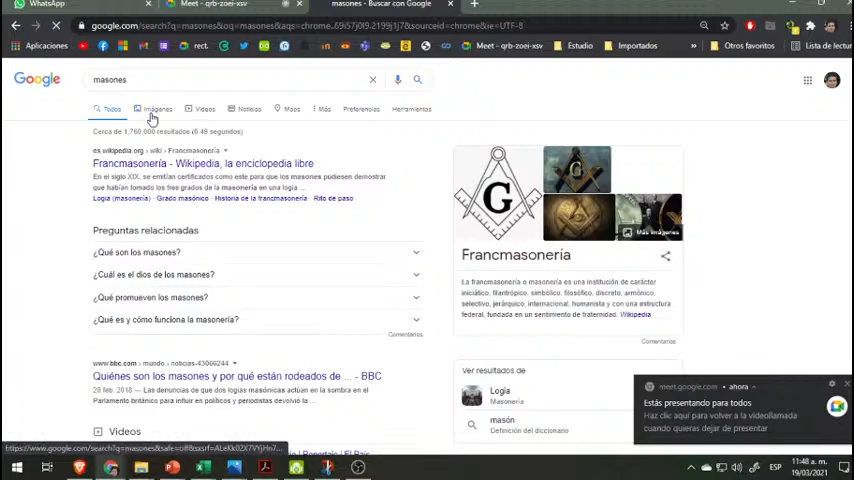 WhatsApp
Meet - qrb-zoei-xsv
masones - Buscar con Google
google.com/search?q=masones&oq=masones&aqs=chrome..69i57j0l9.2199j1j7&sourceid=chrome&ie=UTF-8
Aplicaciones
rect.
Meet - qrb-zoei-xsv
Estudio
Importados
Otros favoritos
Lista de lectura
Google
masones
Todos
Imágenes
Videos
Noticias
Maps
Más
Preferencias
Herramientas
Cerca de 1,760,000 resultados (0.49 segundos)
es.wikipedia.org › wiki › Francmasonería
Francmasonería - Wikipedia, la enciclopedia libre
En el siglo XIX, se emitían certificados como este para que los masones pudiesen demostrar
que habían tomado los tres grados de la masonería en una logia ...
Logia (masonería) · Grado masónico · Historia de la francmasonería · Rito de paso
Preguntas relacionadas
¿Qué son los masones?
¿Cuál es el dios de los masones?
¿Qué promueven los masones?
¿Qué es y cómo funciona la masonería?
Comentarios
www.bbc.com › mundo › noticias-43066244
Quiénes son los masones y por qué están rodeados de ... - BBC
28 feb. 2018 — Las denuncias de que dos logias masónicas actúan en la sombra en el
Parlamento británico para influir en políticos y periodistas devolvió la ...
Videos
G
Más imágenes
Francmasonería
La francmasonería o masonería es una institución de carácter
iniciático, filantrópico, simbólico, filosófico, discreto, armónico,
selectivo, jerárquico, internacional, humanista y con una estructura
federal, fundada en un sentimiento de fraternidad. Wikipedia
Comentarios
Ver resultados de
Logia
Masonería
masón
Definición del diccionario
meet.google.com • ahora
Estás presentando para todos
Haz clic aquí para volver a la videollamada
cuando quieras dejar de presentar
ESP
11:48 a. m.
19/03/2021